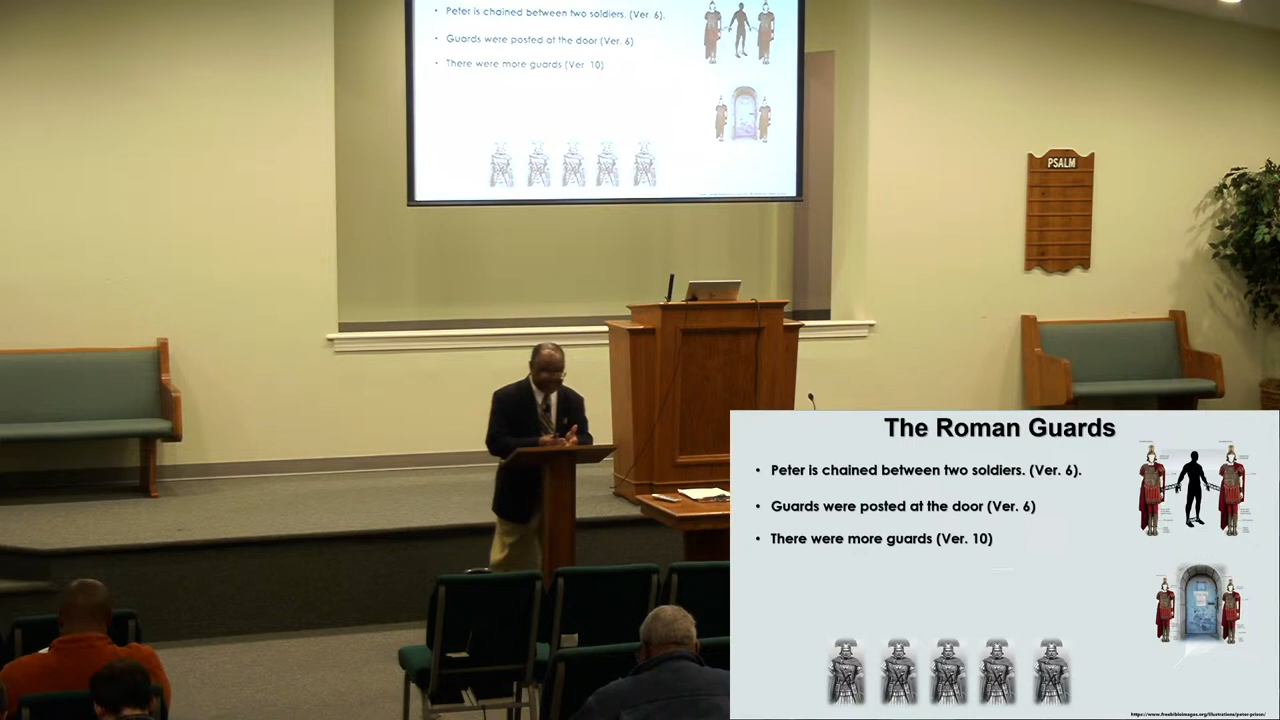 • Peter is chained between two soldiers. (Ver. 6).
• Guards were posted at the door (Ver. 6)
• There were more guards (Ver. 10)
PSALM
The Roman Guards
• Peter is chained between two soldiers. (Ver. 6).
• Guards were posted at the door (Ver. 6)
• There were more guards (Ver. 10)
https://www.freebibleimages.org/illustrations/peter-prison/